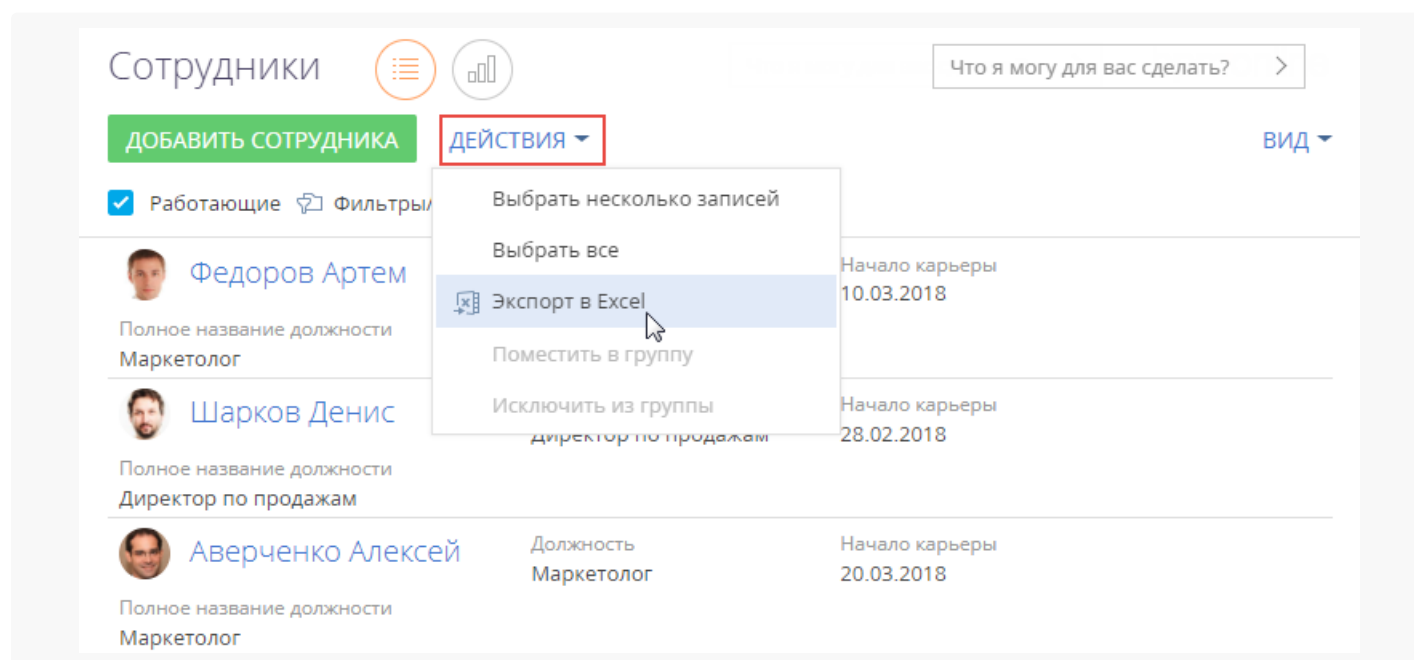 Сотрудники
Что я могу для вас сделать?
ДОБАВИТЬ СОТРУДНИКА
ДЕЙСТВИЯ
ВИД
Работающие
Фильтры/
Выбрать несколько записей
Выбрать все
Экспорт в Excel
Поместить в группу
Исключить из группы
Федоров Артем
Начало карьеры
10.03.2018
Полное название должности
Маркетолог
Шарков Денис
Директор по продажам
Начало карьеры
28.02.2018
Полное название должности
Директор по продажам
Аверченко Алексей
Должность
Маркетолог
Начало карьеры
20.03.2018
Полное название должности
Маркетолог